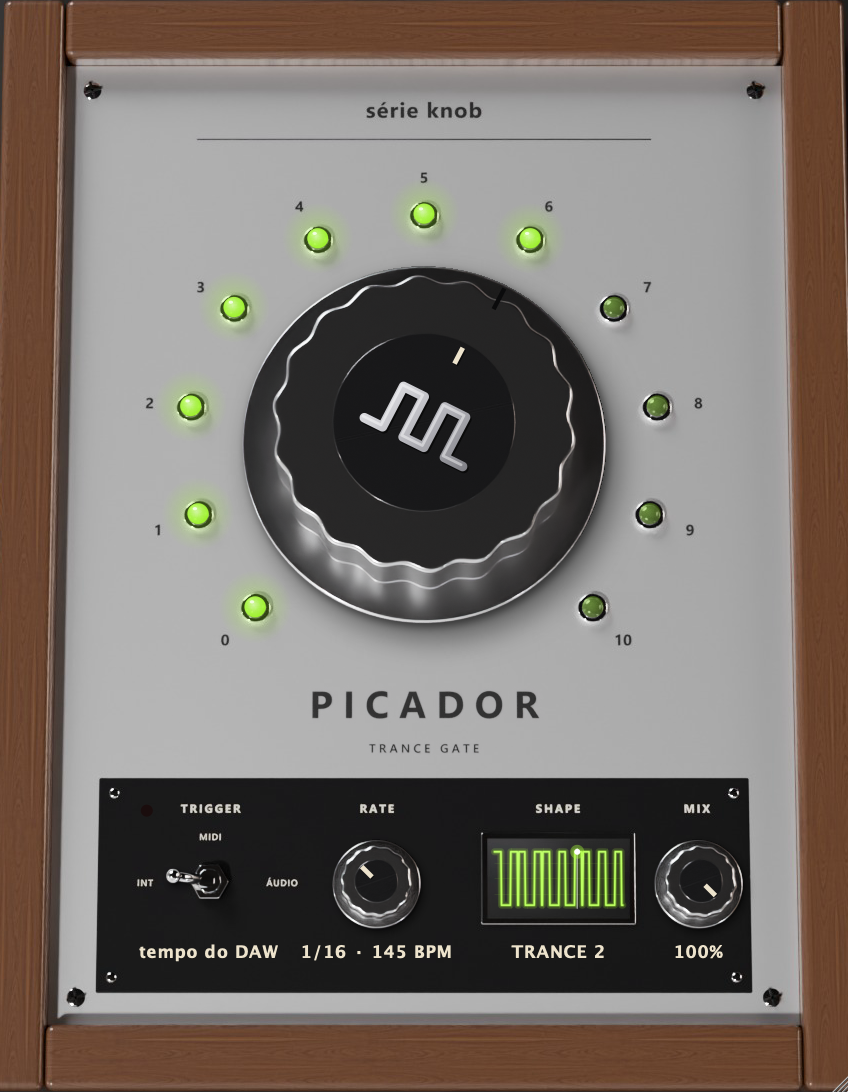 série knob
5
4
6
3
7
2
8
1
9
0
10
PICADOR
TRANCE GATE
TRIGGER
RATE
SHAPE
MIX
MIDI
INT
ÁUDIO
tempo do DAW
1/16 · 145 BPM
TRANCE 2
100%